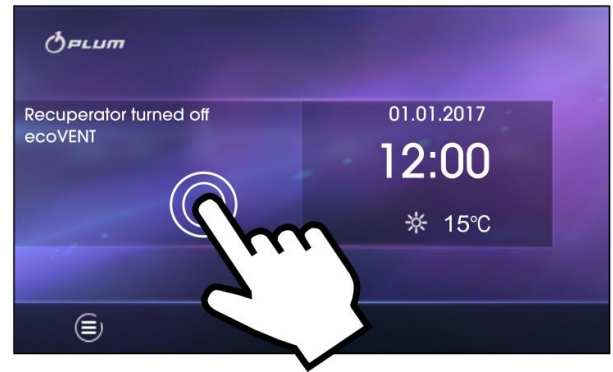 PLUM
Recuperator turned off
ecoVENT
01.01.2017
12:00
15°C